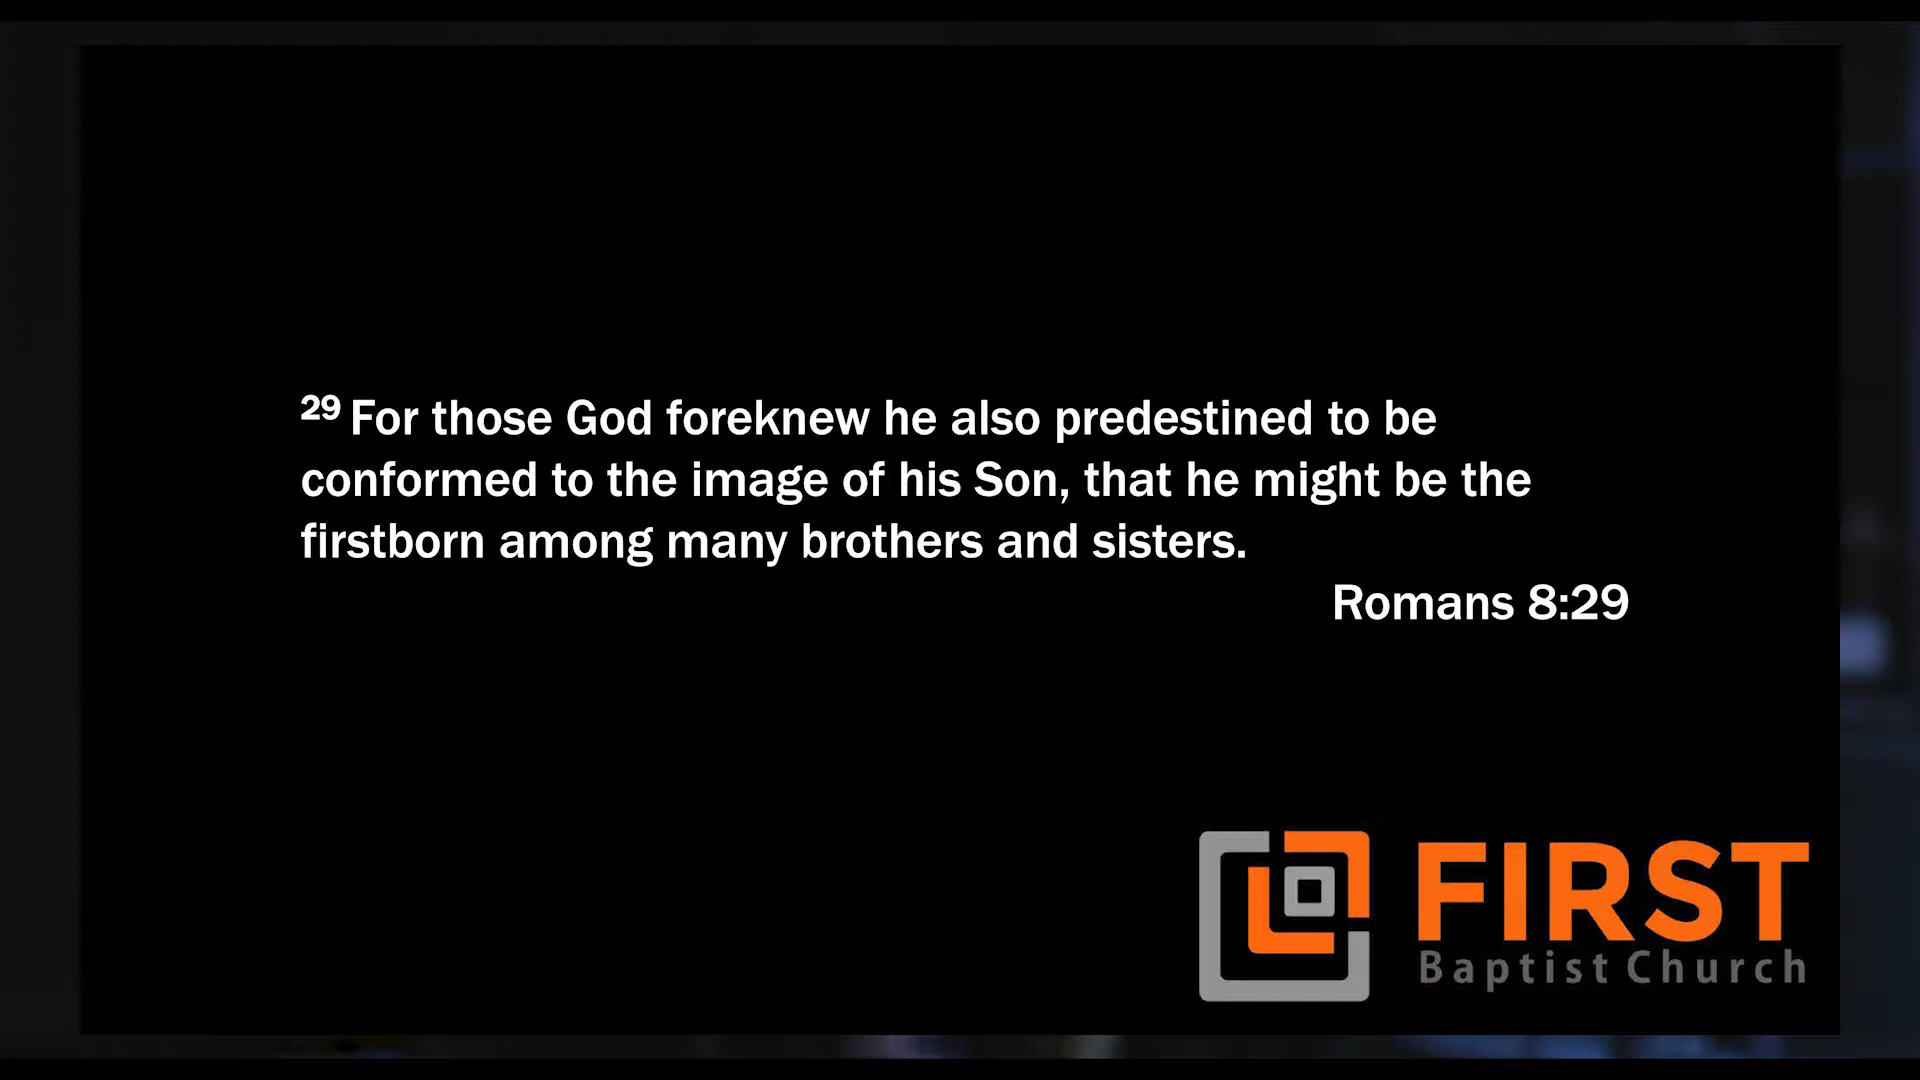 29 For those God foreknew he also predestined to be
conformed to the image of his Son, that he might be the
firstborn among many brothers and sisters.
Romans 8:29
FIRST
Baptist Church